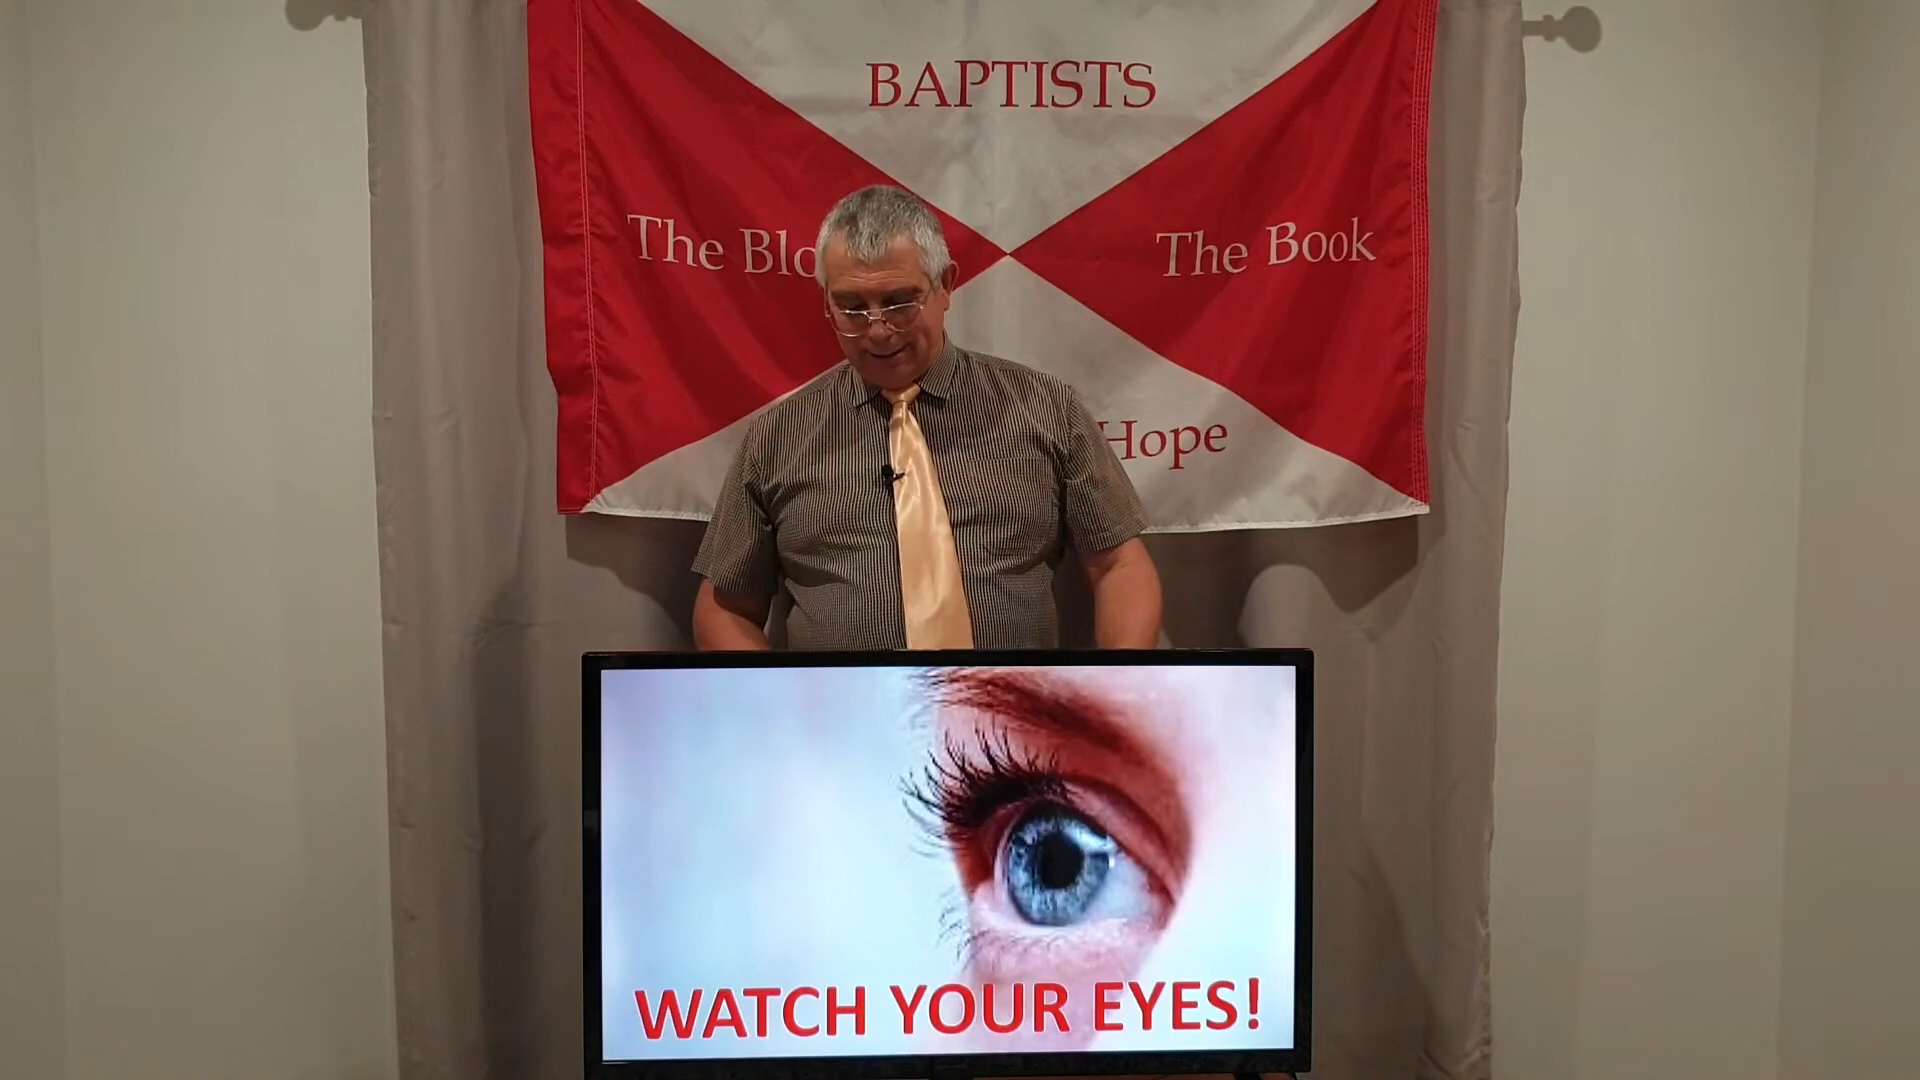 BAPTISTS
The Blo
The Book
Hope
WATCH YOUR EYES!